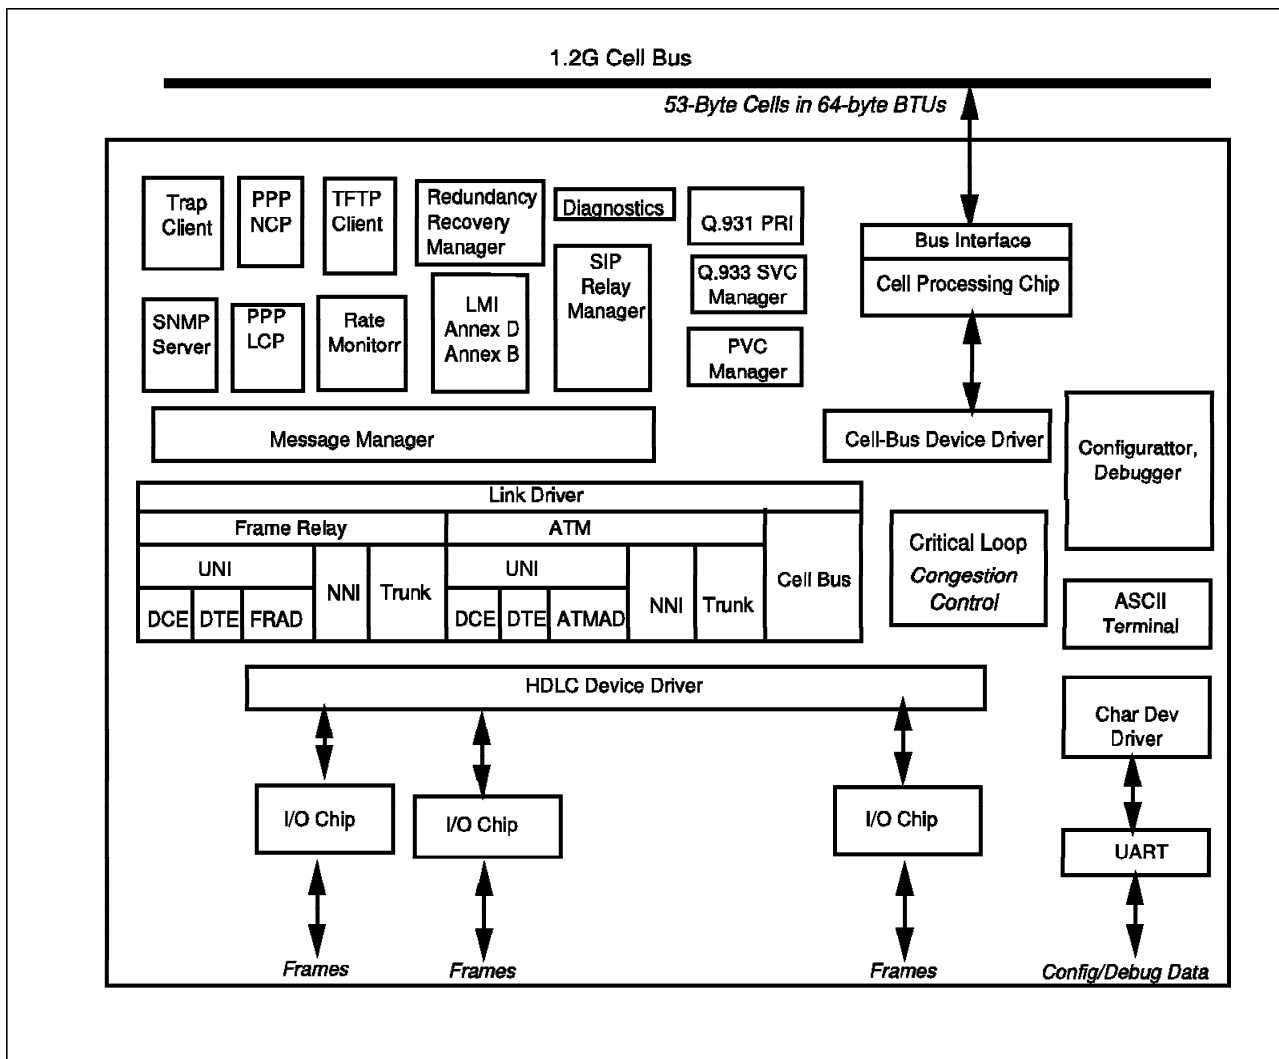 1.2G Cell Bus
53-Byte Cells in 64-byte BTUs
Trap
Client
PPP
NCP
TFTP
Client
Redundancy
Recovery
Manager
Diagnostics
Q.931 PRI
Bus Interface
Cell Processing Chip
SIP
Relay
Manager
Q.933 SVC
Manager
SNMP
Server
PPP
LCP
Rate
Monitorr
LMI
Annex D
Annex B
PVC
Manager
Message Manager
Cell-Bus Device Driver
Configurattor,
Debugger
Link Driver
Frame Relay
ATM
Cell Bus
UNI
NNI
Trunk
UNI
NNI
Trunk
DCE
DTE
FRAD
DCE
DTE
ATMAD
Critical Loop
Congestion
Control
ASCII
Terminal
HDLC Device Driver
Char Dev
Driver
I/O Chip
I/O Chip
I/O Chip
UART
Frames
Frames
Frames
Config/Debug Data